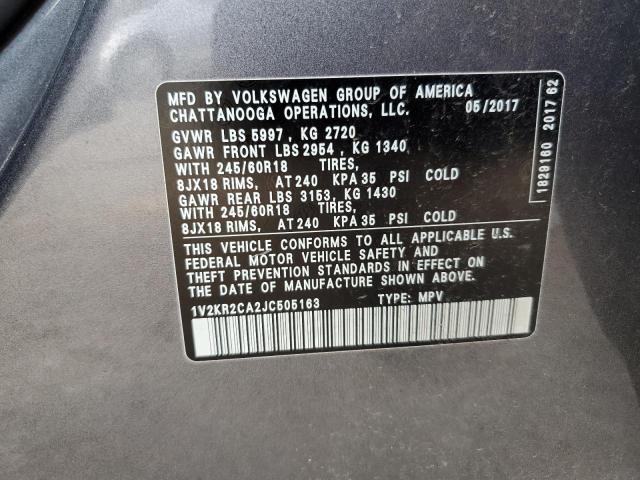 MFD BY VOLKSWAGEN GROUP OF AMERICA
CHATTANOOGA OPERATIONS, LLC. 05/2017
GVWR LBS 5997, KG 2720
GAWR FRONT LBS 2954, KG 1340
WITH 245/60R18 TIRES,
8JX18 RIMS, AT 240 KPA 35 PSI COLD
GAWR REAR LBS 3153, KG 1430
WITH 245/60R18 TIRES,
8JX18 RIMS, AT 240 KPA 35 PSI COLD
THIS VEHICLE CONFORMS TO ALL APPLICABLE U.S.
FEDERAL MOTOR VEHICLE SAFETY AND
THEFT PREVENTION STANDARDS IN EFFECT ON
THE DATE OF MANUFACTURE SHOWN ABOVE.
1V2KR2CA2JC505163 TYPE: MPV
1829160 2017 62